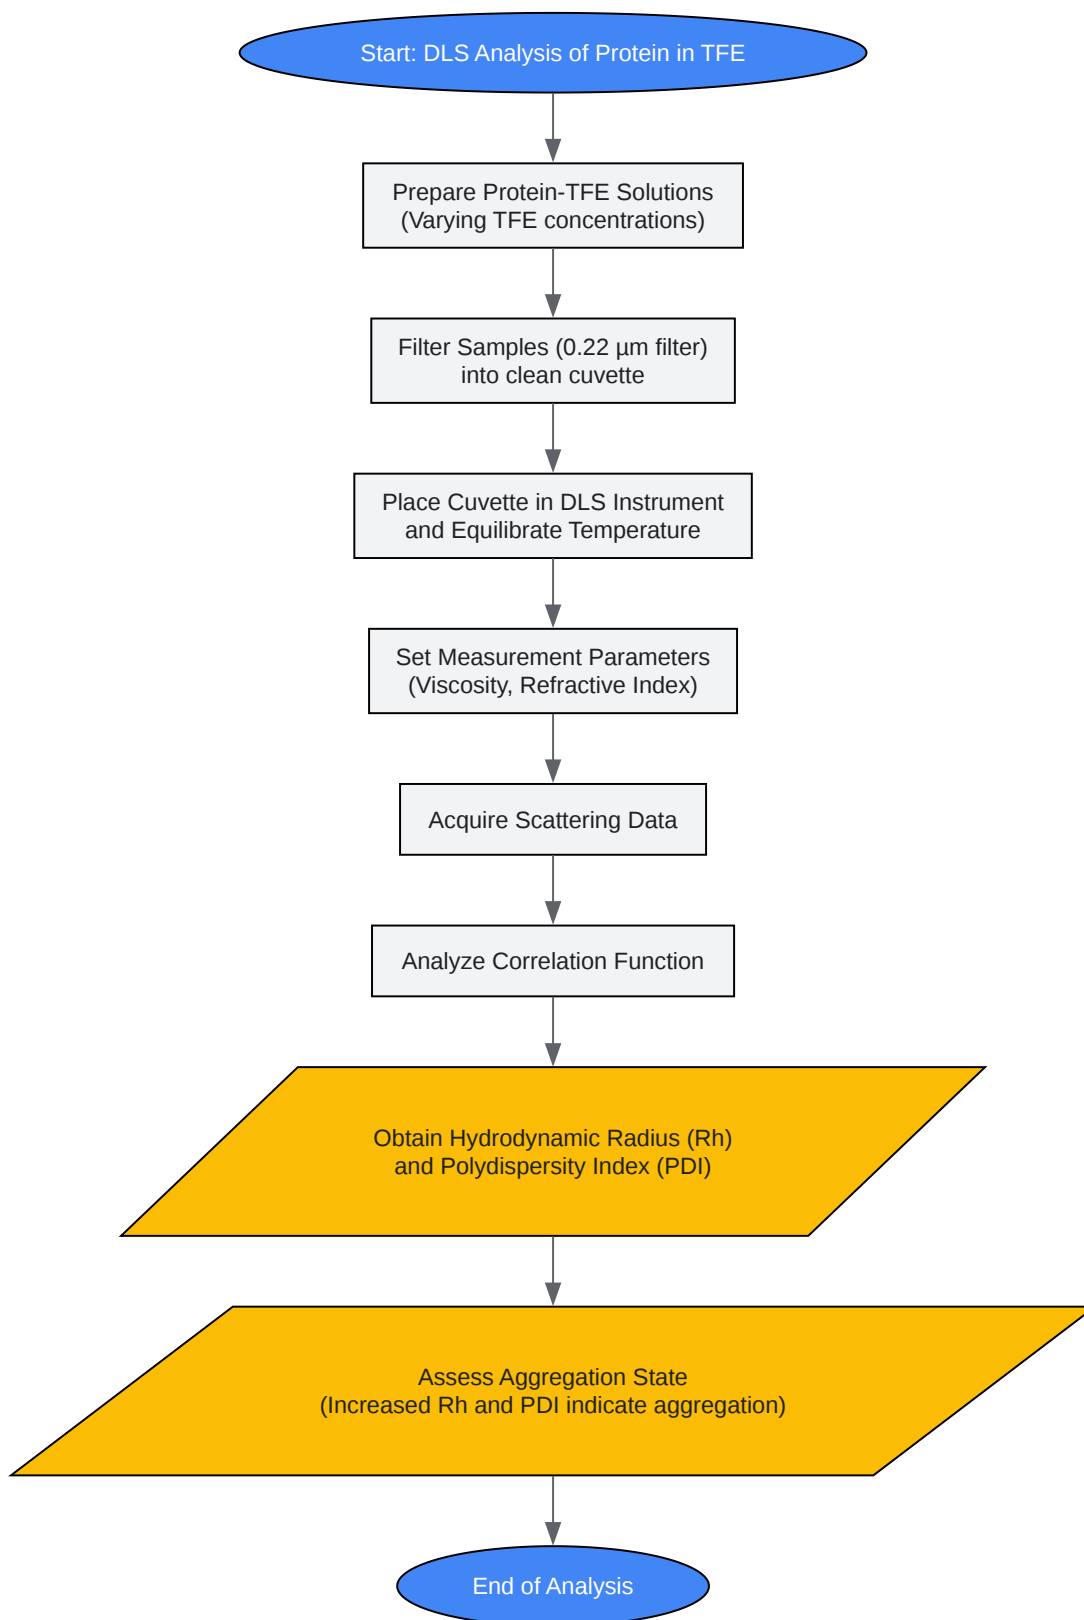 Start: DLS Analysis of Protein in TFE
Prepare Protein-TFE Solutions
(Varying TFE concentrations)
Filter Samples (0.22 µm filter)
into clean cuvette
Place Cuvette in DLS Instrument
and Equilibrate Temperature
Set Measurement Parameters
(Viscosity, Refractive Index)
Acquire Scattering Data
Analyze Correlation Function
Obtain Hydrodynamic Radius (Rh)
and Polydispersity Index (PDI)
Assess Aggregation State
(Increased Rh and PDI indicate aggregation)
End of Analysis